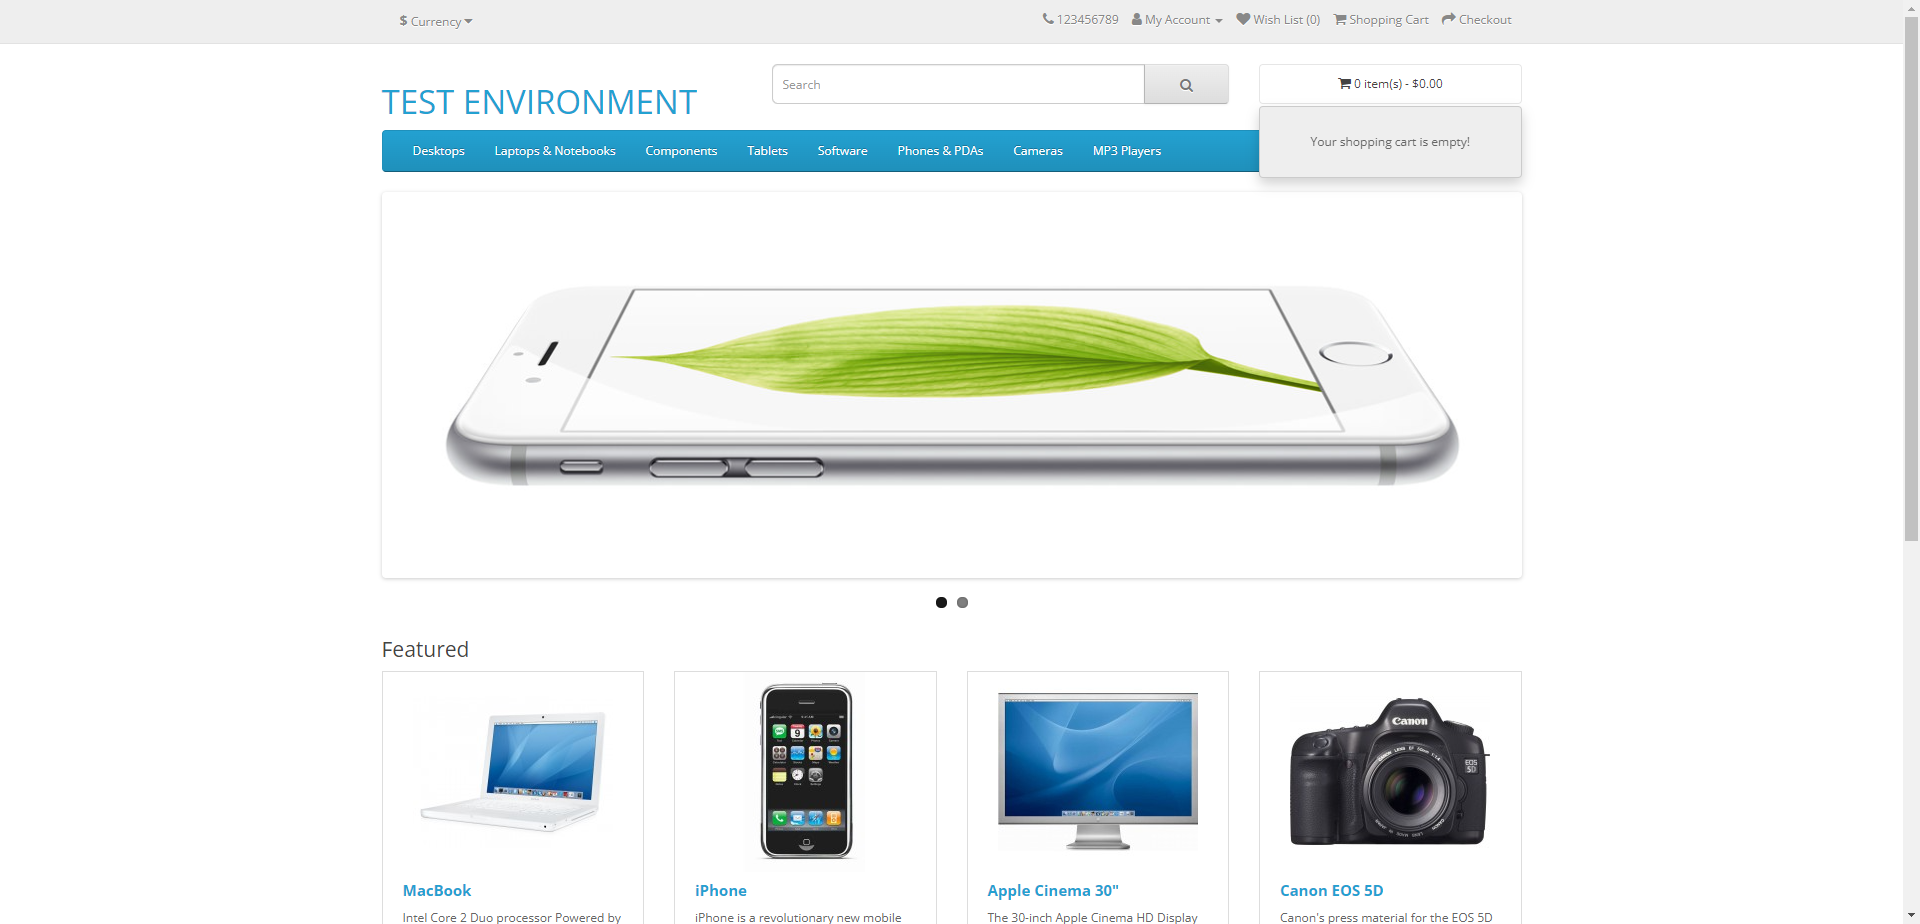 $ Currency
123456789 My Account Wish List (0) Shopping Cart Checkout
TEST ENVIRONMENT
Search
0 item(s) - $0.00
Your shopping cart is empty!
Desktops Laptops & Notebooks Components Tablets Software Phones & PDAs Cameras MP3 Players
Featured
Canon
EOS
5D
MacBook
Intel Core 2 Duo processor Powered by
iPhone
iPhone is a revolutionary new mobile
Apple Cinema 30"
The 30-inch Apple Cinema HD Display
Canon EOS 5D
Canon's press material for the EOS 5D